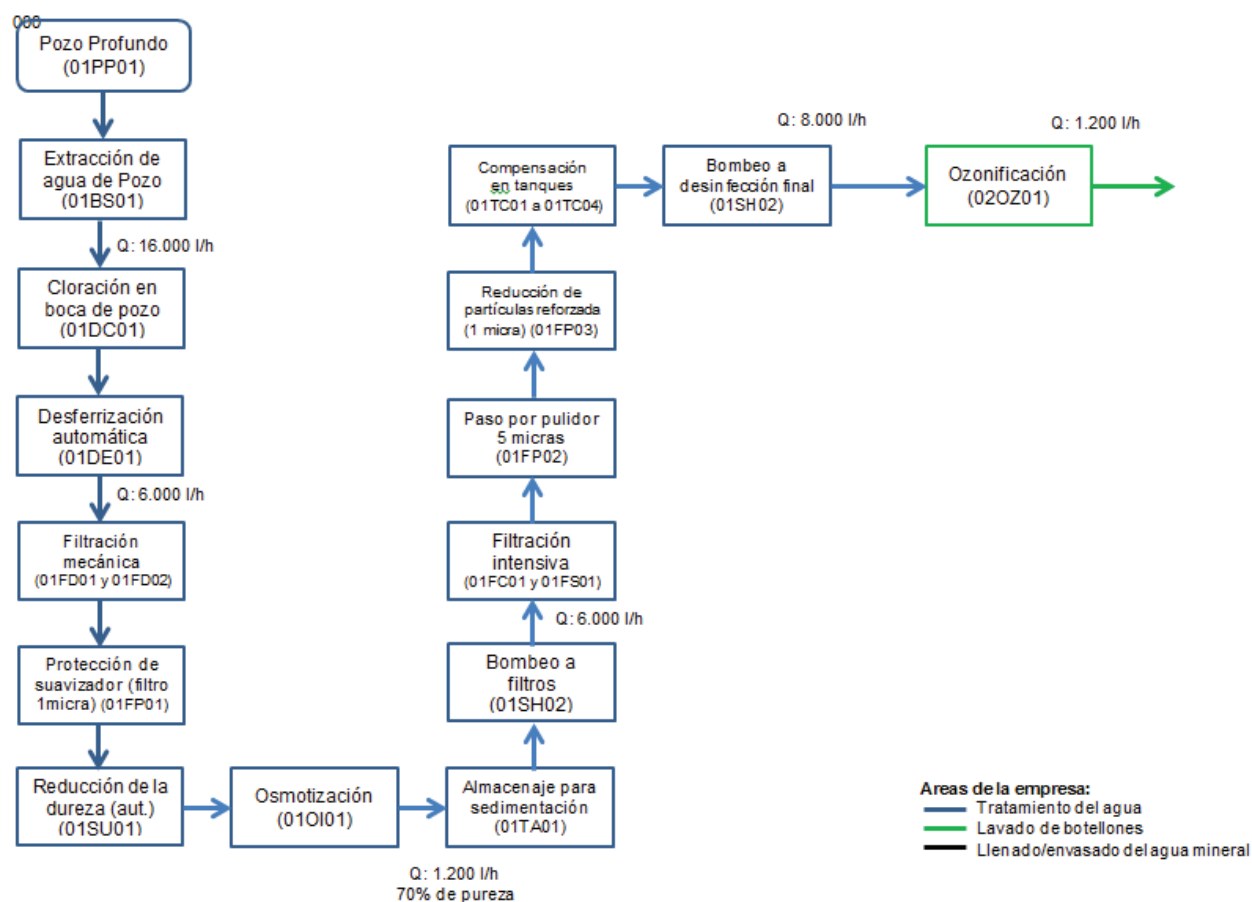 000
Pozo Profundo
(01PP01)
Extracción de
agua de Pozo
(01BS01)
Q: 16.000 l/h
Cloración en
boca de pozo
(01DC01)
Desferrización
automática
(01DE01)
Q: 6.000 l/h
Filtración
mecánica
(01FD01 y 01FD02)
Protección de
suavizador (filtro
1micra) (01FP01)
Reducción de la
dureza (aut.)
(01SU01)
Osmotización
(01OI01)
Q: 1.200 l/h
70% de pureza
Almacenaje para
sedimentación
(01TA01)
Bombeo a
filtros
(01SH02)
Q: 6.000 l/h
Filtración
intensiva
(01FC01 y 01FS01)
Paso por pulidor
5 micras
(01FP02)
Reducción de
partículas reforzada
(1 micra) (01FP03)
Compensación
en tanques
(01TC01 a 01TC04)
Bombeo a
desinfección final
(01SH02)
Q: 8.000 l/h
Ozonificación
(02OZ01)
Q: 1.200 l/h
Areas de la empresa:
Tratamiento del agua
Lavado de botellones
Llenado/envasado del agua mineral